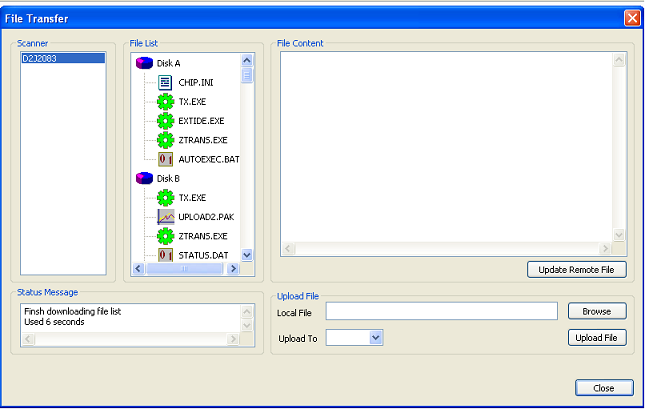 File Transfer
Scanner
D2J2083
File List
Disk A
CHIP.INI
TX.EXE
EXTIDE.EXE
ZTRANS.EXE
AUTOEXEC.BAT
Disk B
TX.EXE
UPLOAD2.PAK
ZTRANS.EXE
STATUS.DAT
File Content
Update Remote File
Status Message
Finsh downloading file list
Used 6 seconds
Upload File
Local File
Browse
Upload To
Upload File
Close